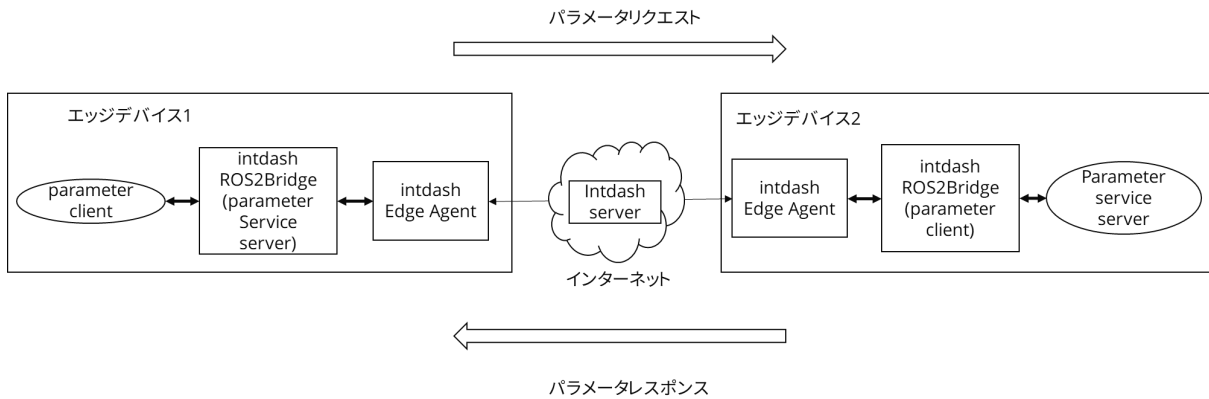 パラメータリクエスト
エッジデバイス1
parameter
client
intdash
ROS2Bridge
(parameter
Service
server)
intdash
Edge Agent
Intdash
server
インターネット
エッジデバイス2
intdash
Edge Agent
intdash
ROS2Bridge
(parameter
client)
Parameter
service
server
パラメータレスポンス